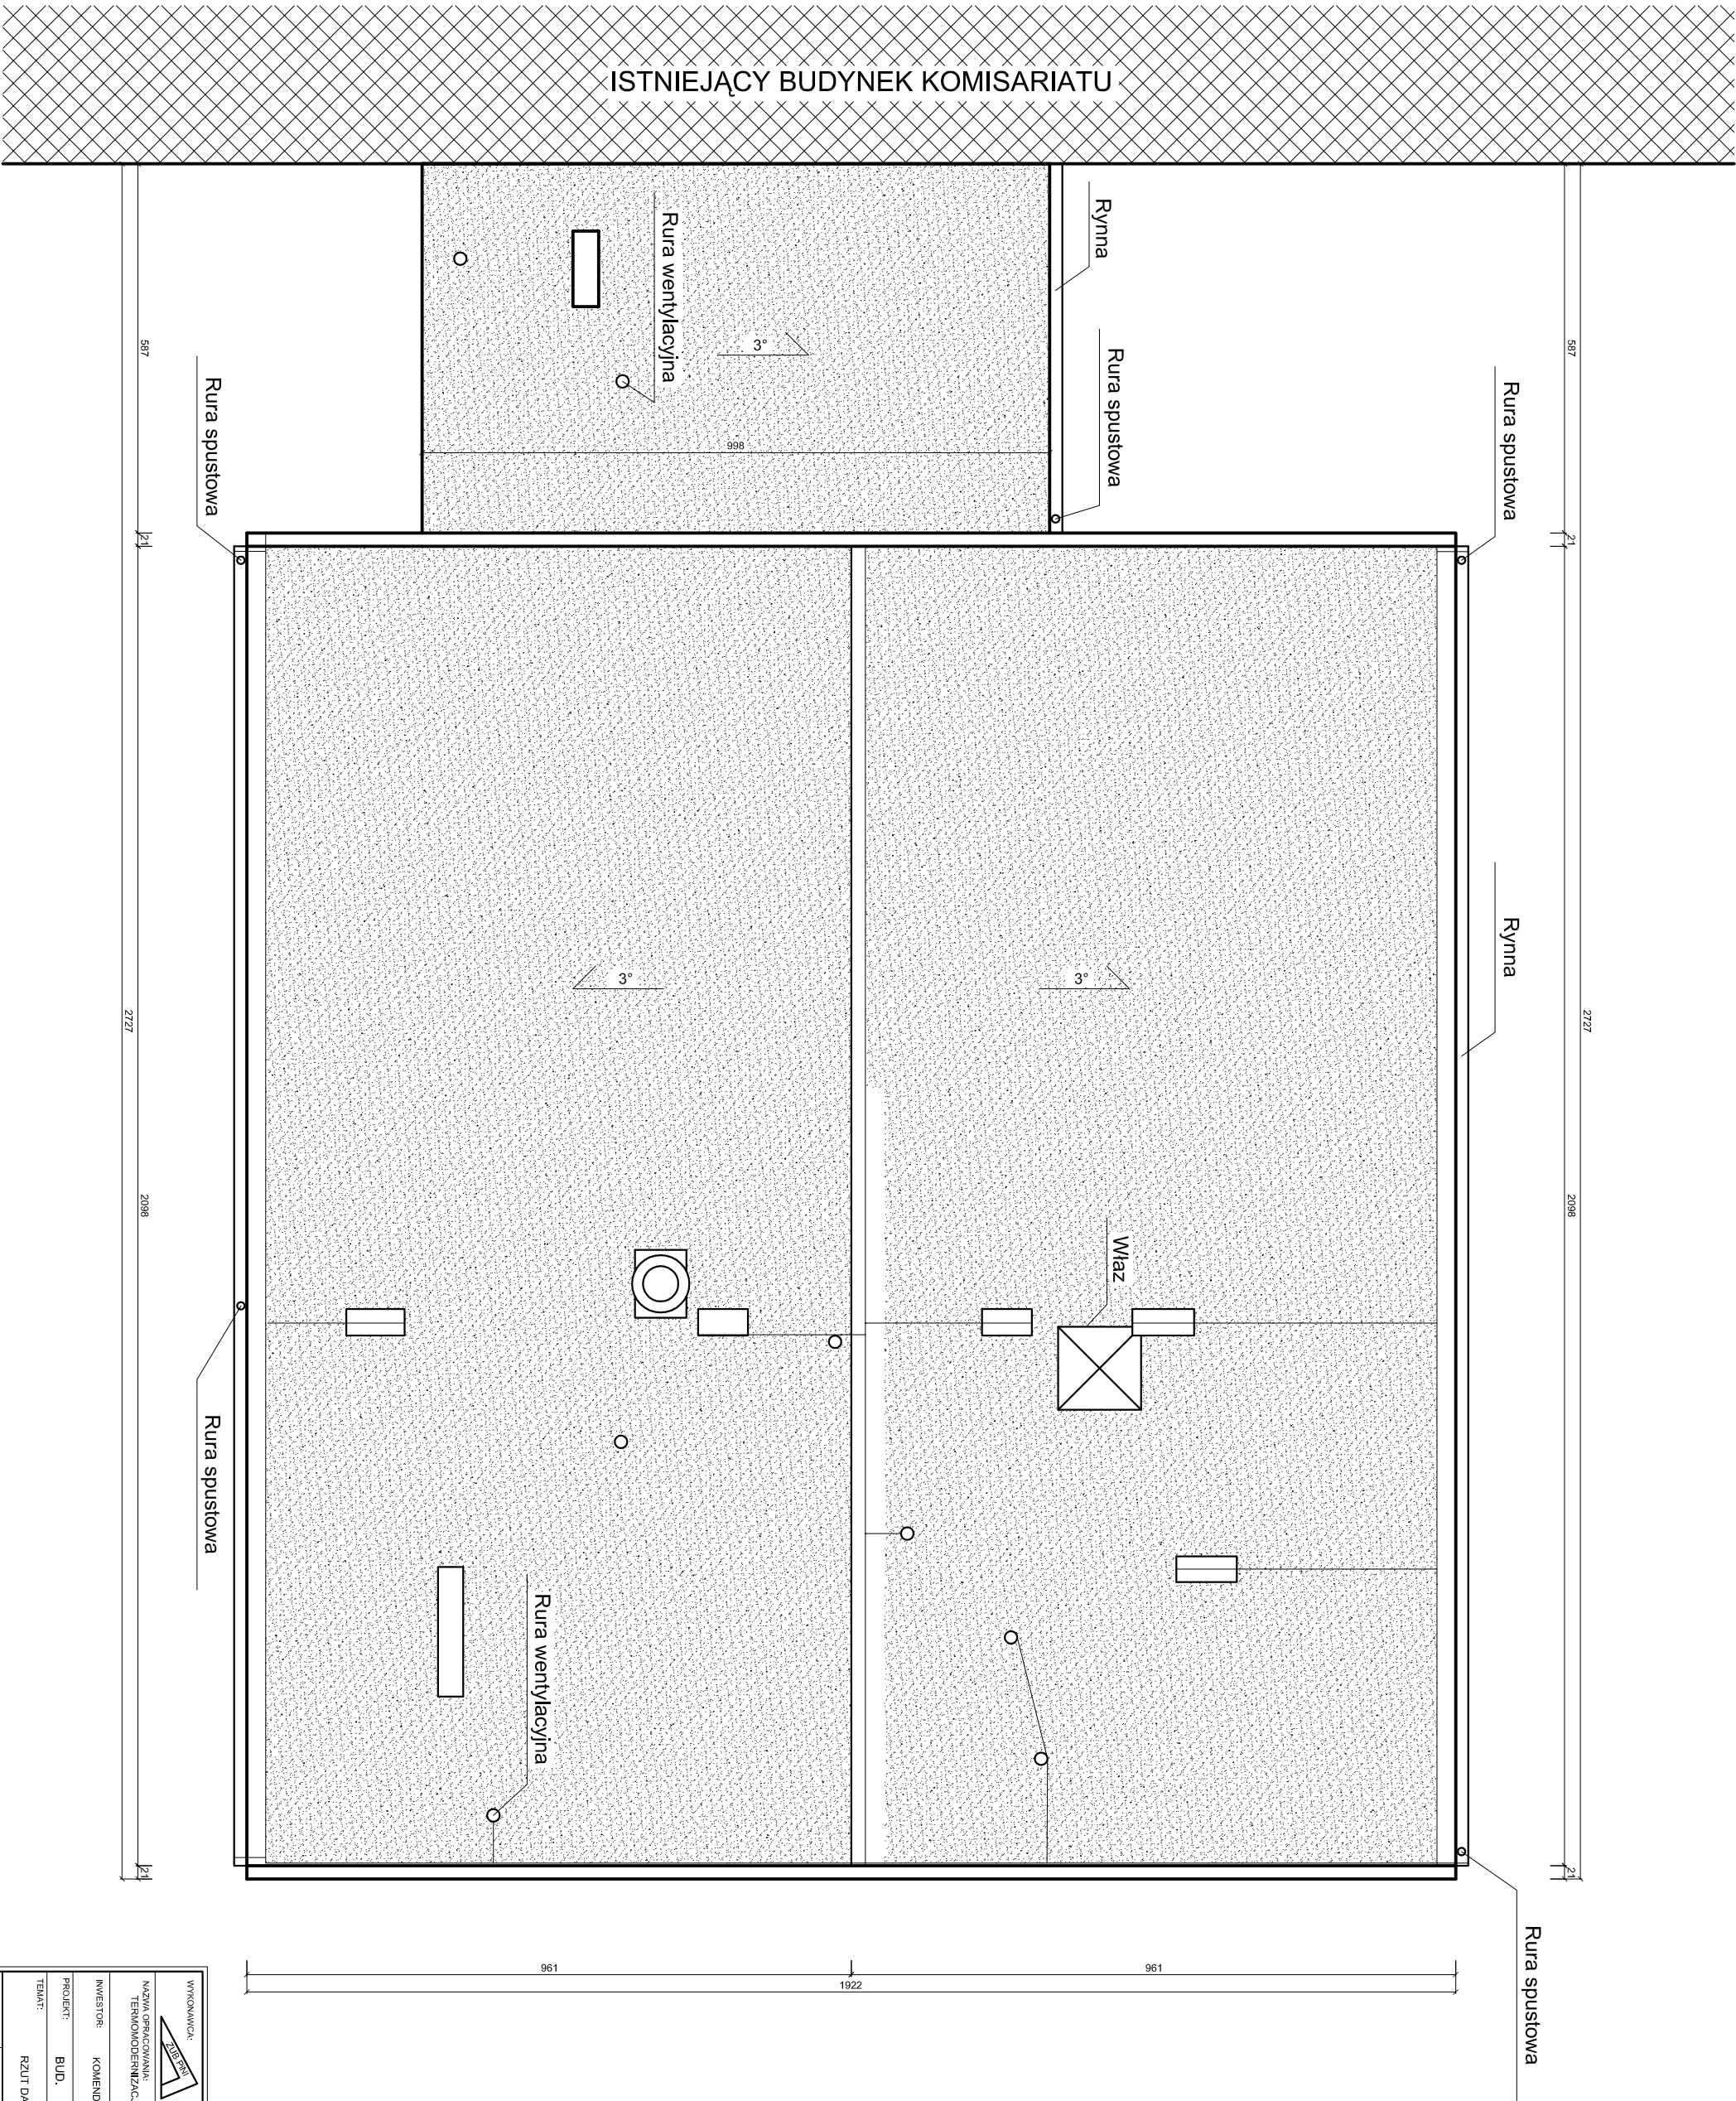 ISTNIEJĄCY BUDYNEK KOMISARIATU
Rynna
Rura wentylacyjna
3°
998
Rura spustowa
Rura spustowa
Rura spustowa
587
587
21
21
Rynna
3°
3°
2727
2727
2098
2098
Właz
Rura spustowa
Rura wentylacyjna
21
21
Rura spustowa
961
961
1922
WYKONAWCA:
ZUB PINI
NAZWA OPRACOWANIA:
TERMOMODERNIZAC
INWESTOR:
KOMEND
PROJEKT:
BUD.
TEMAT:
RZUT DA